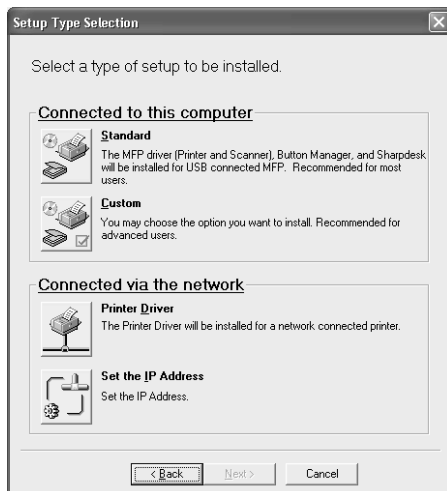 Setup Type Selection
Select a type of setup to be installed.
Connected to this computer
Standard
The MFP driver (Printer and Scanner), Button Manager, and Sharpdesk
will be installed for USB connected MFP. Recommended for most
users.
Custom
You may choose the option you want to install. Recommended for
advanced users.
Connected via the network
Printer Driver
The Printer Driver will be installed for a network connected printer.
Set the IP Address
Set the IP Address.
< Back
Next >
Cancel